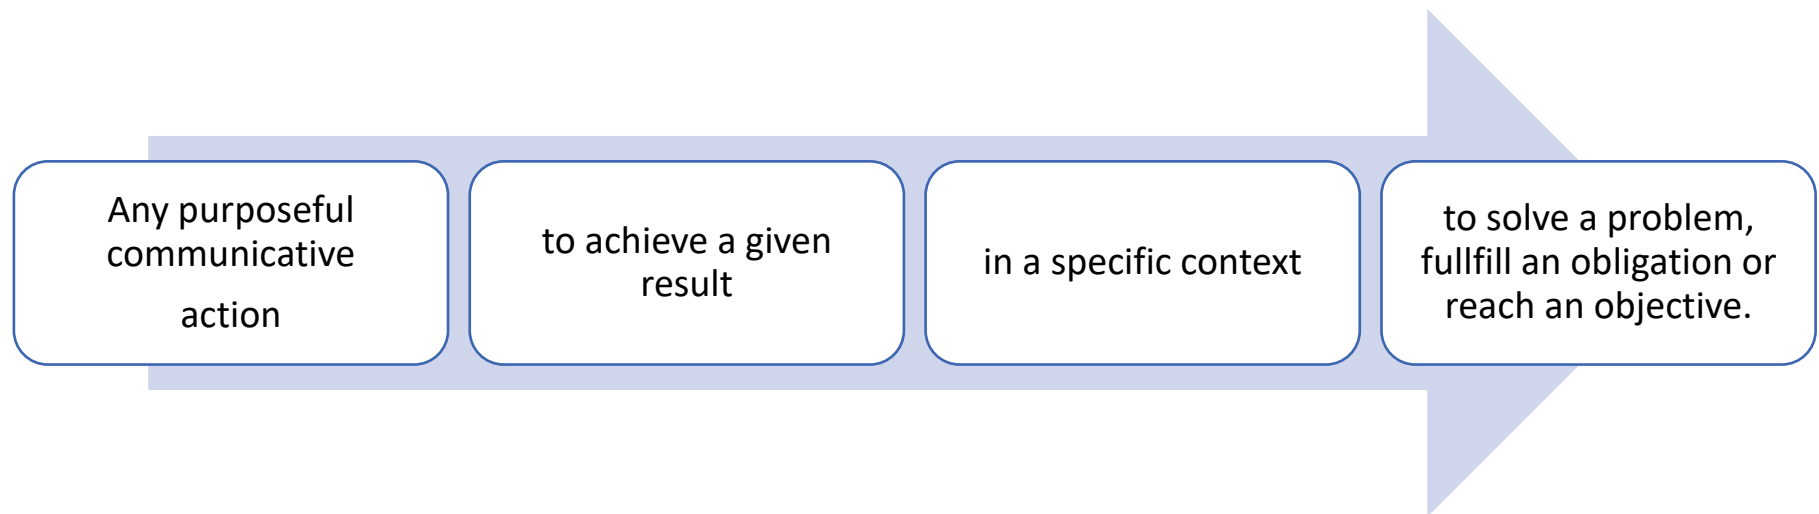 Any purposeful
communicative
action
to achieve a given
result
in a specific context
to solve a problem,
fullfill an obligation or
reach an objective.